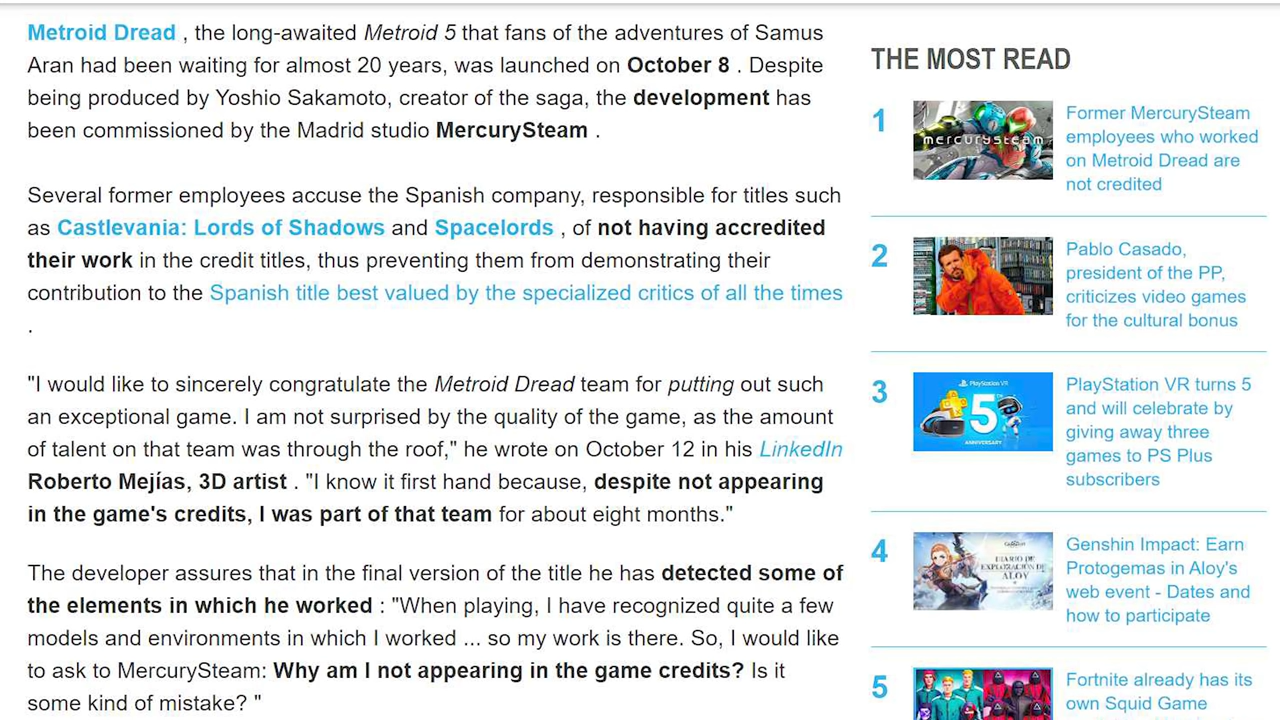 Metroid Dread , the long-awaited Metroid 5 that fans of the adventures of Samus
Aran had been waiting for almost 20 years, was launched on October 8 . Despite
being produced by Yoshio Sakamoto, creator of the saga, the development has
been commissioned by the Madrid studio MercurySteam .
Several former employees accuse the Spanish company, responsible for titles such
as Castlevania: Lords of Shadows and Spacelords , of not having accredited
their work in the credit titles, thus preventing them from demonstrating their
contribution to the Spanish title best valued by the specialized critics of all the times
.
"I would like to sincerely congratulate the Metroid Dread team for putting out such
an exceptional game. I am not surprised by the quality of the game, as the amount
of talent on that team was through the roof," he wrote on October 12 in his LinkedIn
Roberto Mejías, 3D artist . "I know it first hand because, despite not appearing
in the game's credits, I was part of that team for about eight months."
The developer assures that in the final version of the title he has detected some of
the elements in which he worked : "When playing, I have recognized quite a few
models and environments in which I worked ... so my work is there. So, I would like
to ask to MercurySteam: Why am I not appearing in the game credits? Is it
some kind of mistake? "
THE MOST READ
1
mercurysteam
Former MercurySteam
employees who worked
on Metroid Dread are
not credited
2
Pablo Casado,
president of the PP,
criticizes video games
for the cultural bonus
3
PlayStation VR
5
ANNIVERSARY
PlayStation VR turns 5
and will celebrate by
giving away three
games to PS Plus
subscribers
4
DIARIO DE
EXPLORACIÓN DE
ALOY
Genshin Impact: Earn
Protogemas in Aloy's
web event - Dates and
how to participate
5
Fortnite already has its
own Squid Game